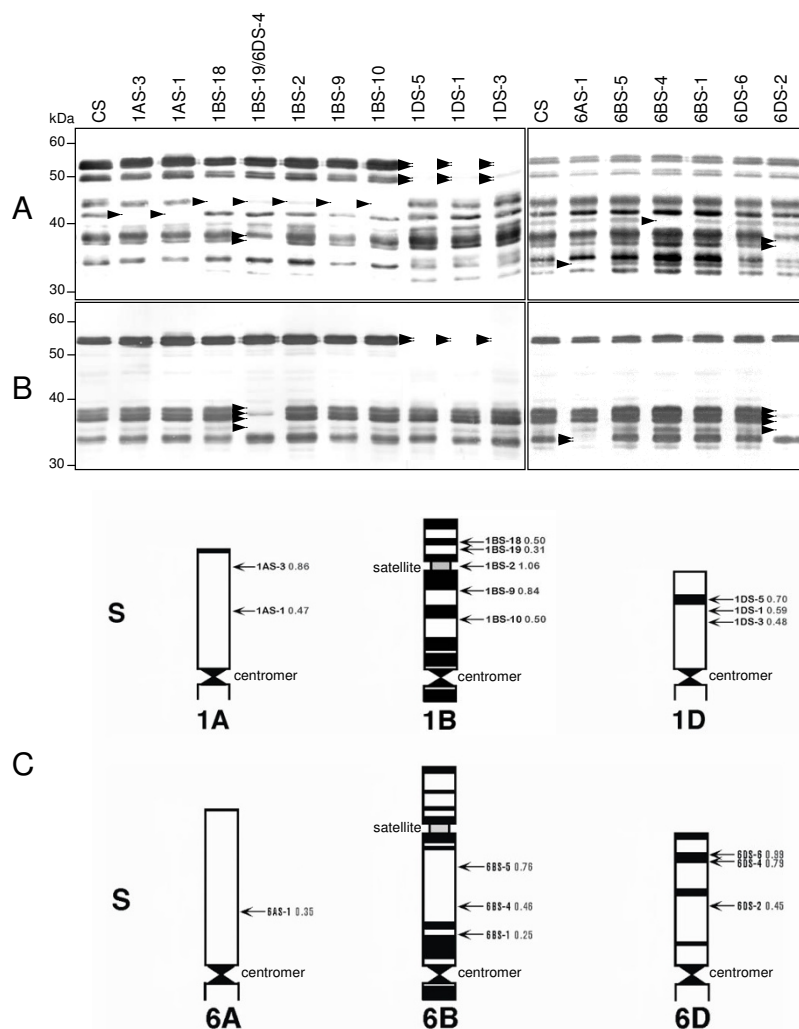 CS 1AS-3 1AS-1 1BS-18 1BS-19/6DS-4 1BS-2 1BS-9 1BS-10 1DS-5 1DS-1 1DS-3 CS 6AS-1 6BS-5 6BS-4 6BS-1 6DS-6 6DS-2
kDa
60
50
A
40
30
60
50
B
40
30
1AS-3 0.86
1AS-1 0.47
S
centromer
1A
1BS-18 0.50
1BS-19 0.31
satellite
1BS-2 1.06
1BS-9 0.84
1BS-10 0.50
centromer
1B
1DS-5 0.70
1DS-1 0.59
1DS-3 0.48
centromer
1D
C
S
6AS-1 0.35
centromer
6A
satellite
6BS-5 0.76
6BS-4 0.46
6BS-1 0.25
centromer
6B
6DS-6 0.99
6DS-4 0.79
6DS-2 0.45
centromer
6D